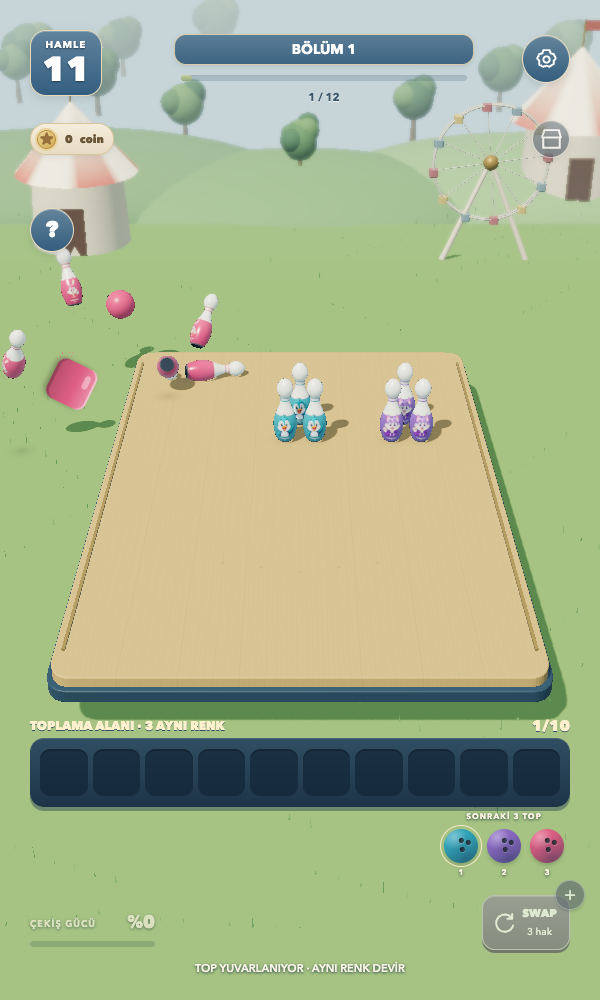 HAMLE
11
BÖLÜM 1
1 / 12
0 coin
?
TOPLAMA ALANI · 3 AYNI RENK
1/10
SONRAKİ 3 TOP
1 2 3
ÇEKİŞ GÜCÜ %0
+
SWAP
3 hak
TOP YUVARLANIYOR · AYNI RENK DEVİR